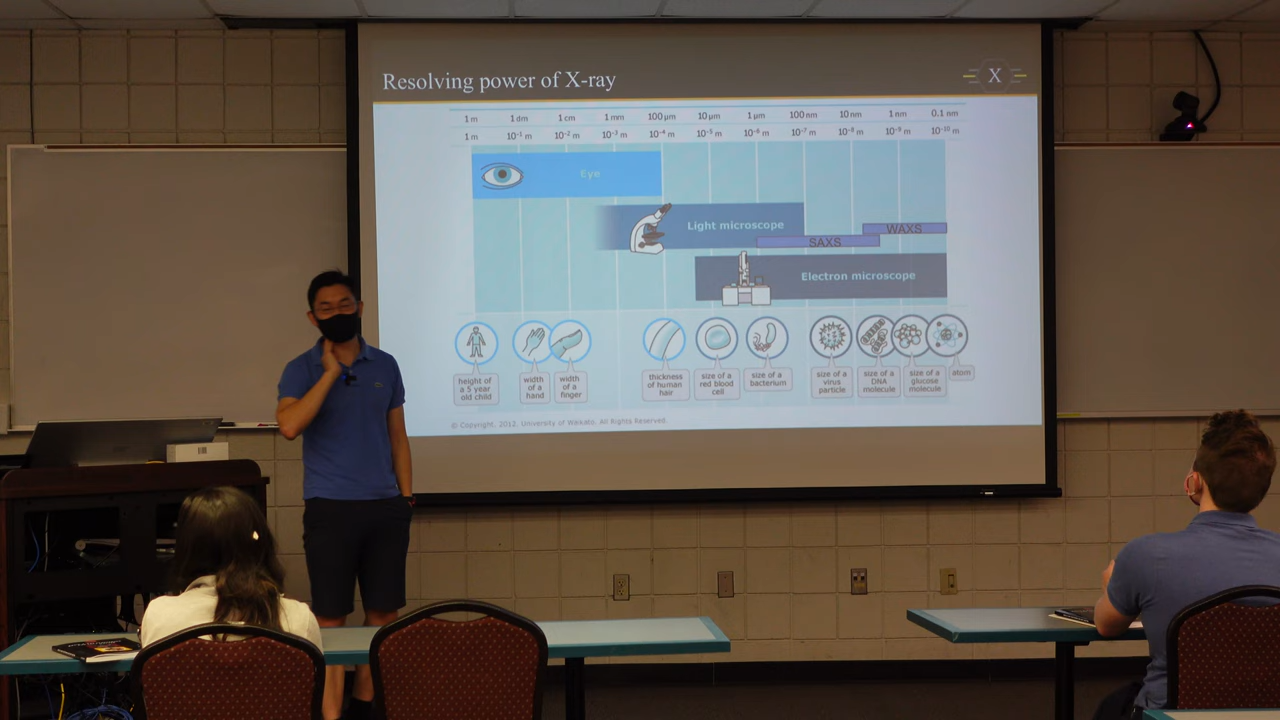 Resolving power of X-ray
X
1 m 1 dm 1 cm 1 mm 100 µm 10 µm 1 µm 100 nm 10 nm 1 nm 0.1 nm
1 m 10⁻¹ m 10⁻² m 10⁻³ m 10⁻⁴ m 10⁻⁵ m 10⁻⁶ m 10⁻⁷ m 10⁻⁸ m 10⁻⁹ m 10⁻¹⁰ m
Eye
Light microscope
WAXS
SAXS
Electron microscope
height of
a 5 year
old child
width
of a
hand
width
of a
finger
thickness
of human
hair
size of a
red blood
cell
size of a
bacterium
size of a
virus
particle
size of a
DNA
molecule
size of a
glucose
molecule
atom
© Copyright. 2012. University of Waikato. All Rights Reserved.